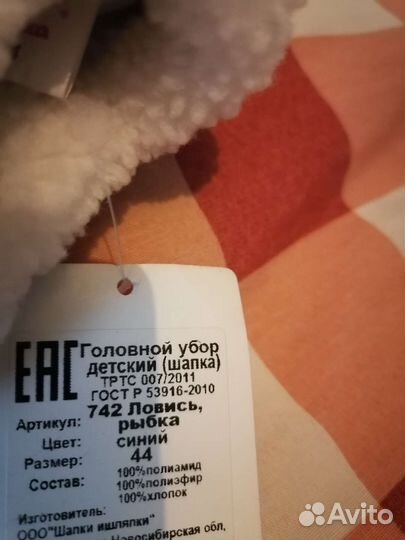 EAC
Головной убор
детский (шапка)
ТРТС 007/2011
ГОСТ Р 53916-2010
Артикул: 742 Ловись,
рыбка
Цвет: синий
Размер: 44
Состав: 100%полиамид
100%полиэфир
100%хлопок
Изготовитель:
ООО"Шапки ишляпки"
Новосибирская обл,
Avito